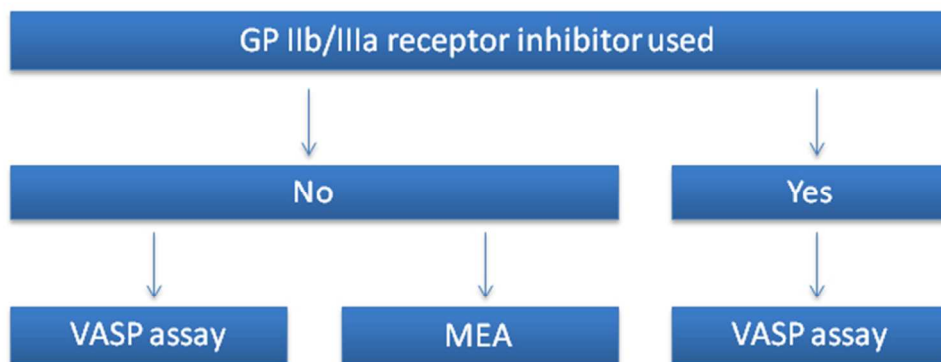 GP IIb/IIIa receptor inhibitor used
No
Yes
VASP assay
MEA
VASP assay